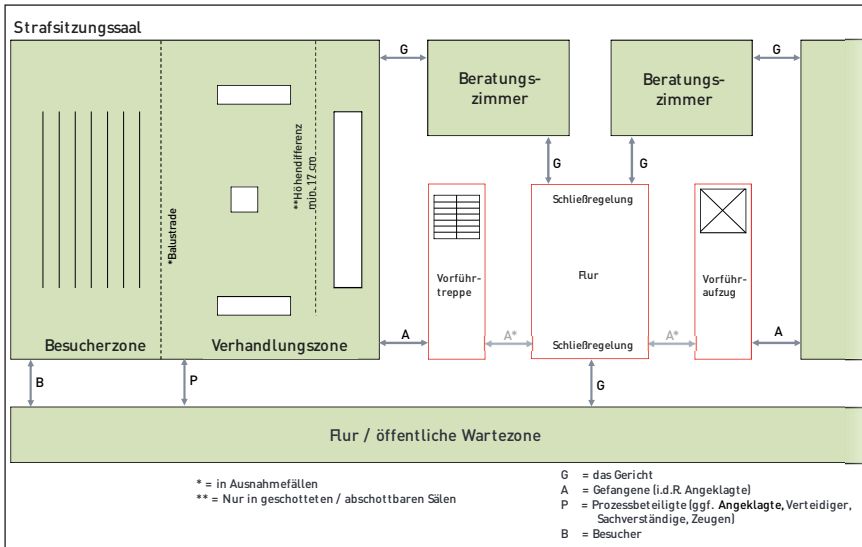 Strafsitzungssaal
G
G
Beratungs-
zimmer
Beratungs-
zimmer
**Höhendifferenz
min. 17 cm
G
G
*Balustrade
Schließregelung
Schließregelung
Flur
Vorführ-
treppe
Vorführ-
aufzug
A
A*
A*
A
Besucherzone
Verhandlungszone
B
P
G
Flur / öffentliche Wartezone
* = in Ausnahmefällen
** = Nur in geschotteten / abschottbaren Sälen
G = das Gericht
A = Gefangene (i.d.R. Angeklagte)
P = Prozessbeteiligte (ggf. Angeklagte, Verteidiger,
Sachverständige, Zeugen)
B = Besucher